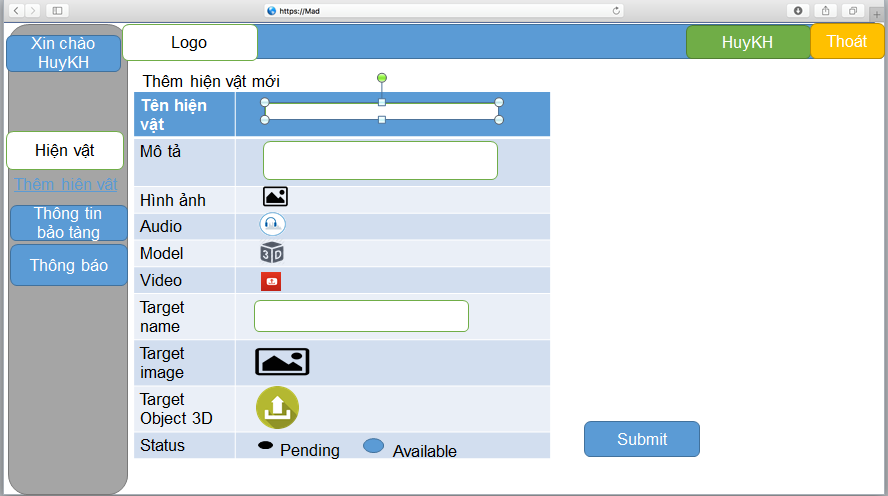 https://Mad
Xin chào
HuyKH
Logo
HuyKH
Thoát
Thêm hiện vật mới
Tên hiện
vật
Mô tả
Hiện vật
Thêm hiện vật
Hình ảnh
Thông tin
bảo tàng
Audio
Thông báo
Model
3D
Video
Target
name
Target
image
Target
Object 3D
Status
Pending
Available
Submit